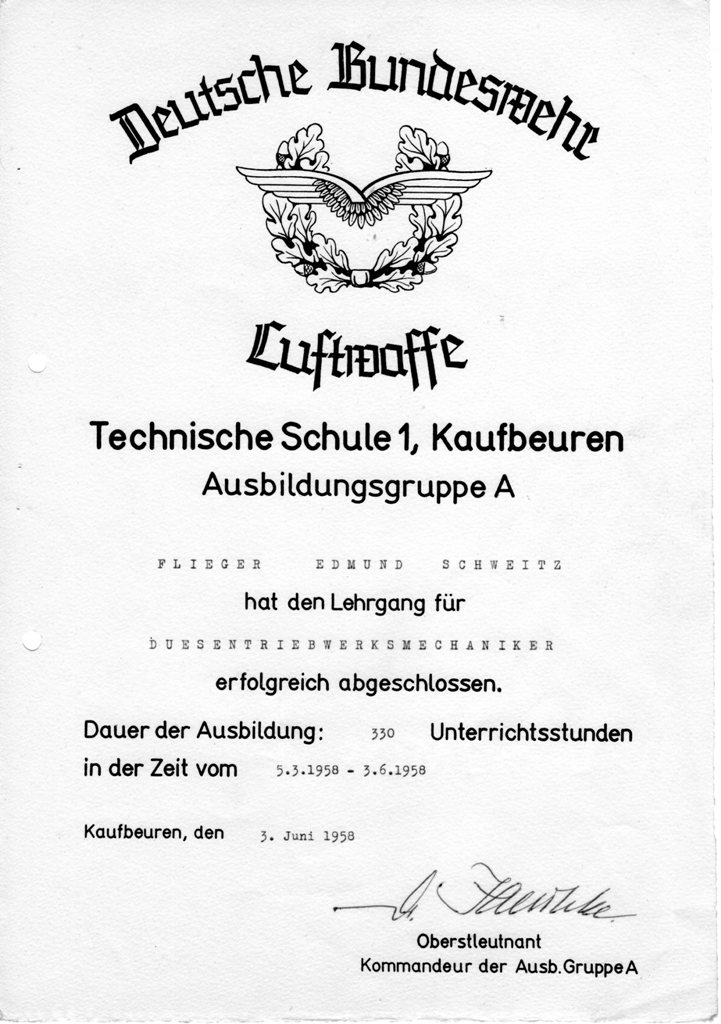 Deutsche Bundeswehr
Luftwaffe
Technische Schule 1, Kaufbeuren
Ausbildungsgruppe A
FLIEGER EDMUND SCHWEITZ
hat den Lehrgang für
DUESENTRIEBWERKSMECHANIKER
erfolgreich abgeschlossen.
Dauer der Ausbildung: 330 Unterrichtsstunden
in der Zeit vom 5.3.1958 - 3.6.1958
Kaufbeuren, den 3. Juni 1958
Oberstleutnant
Kommandeur der Ausb. Gruppe A